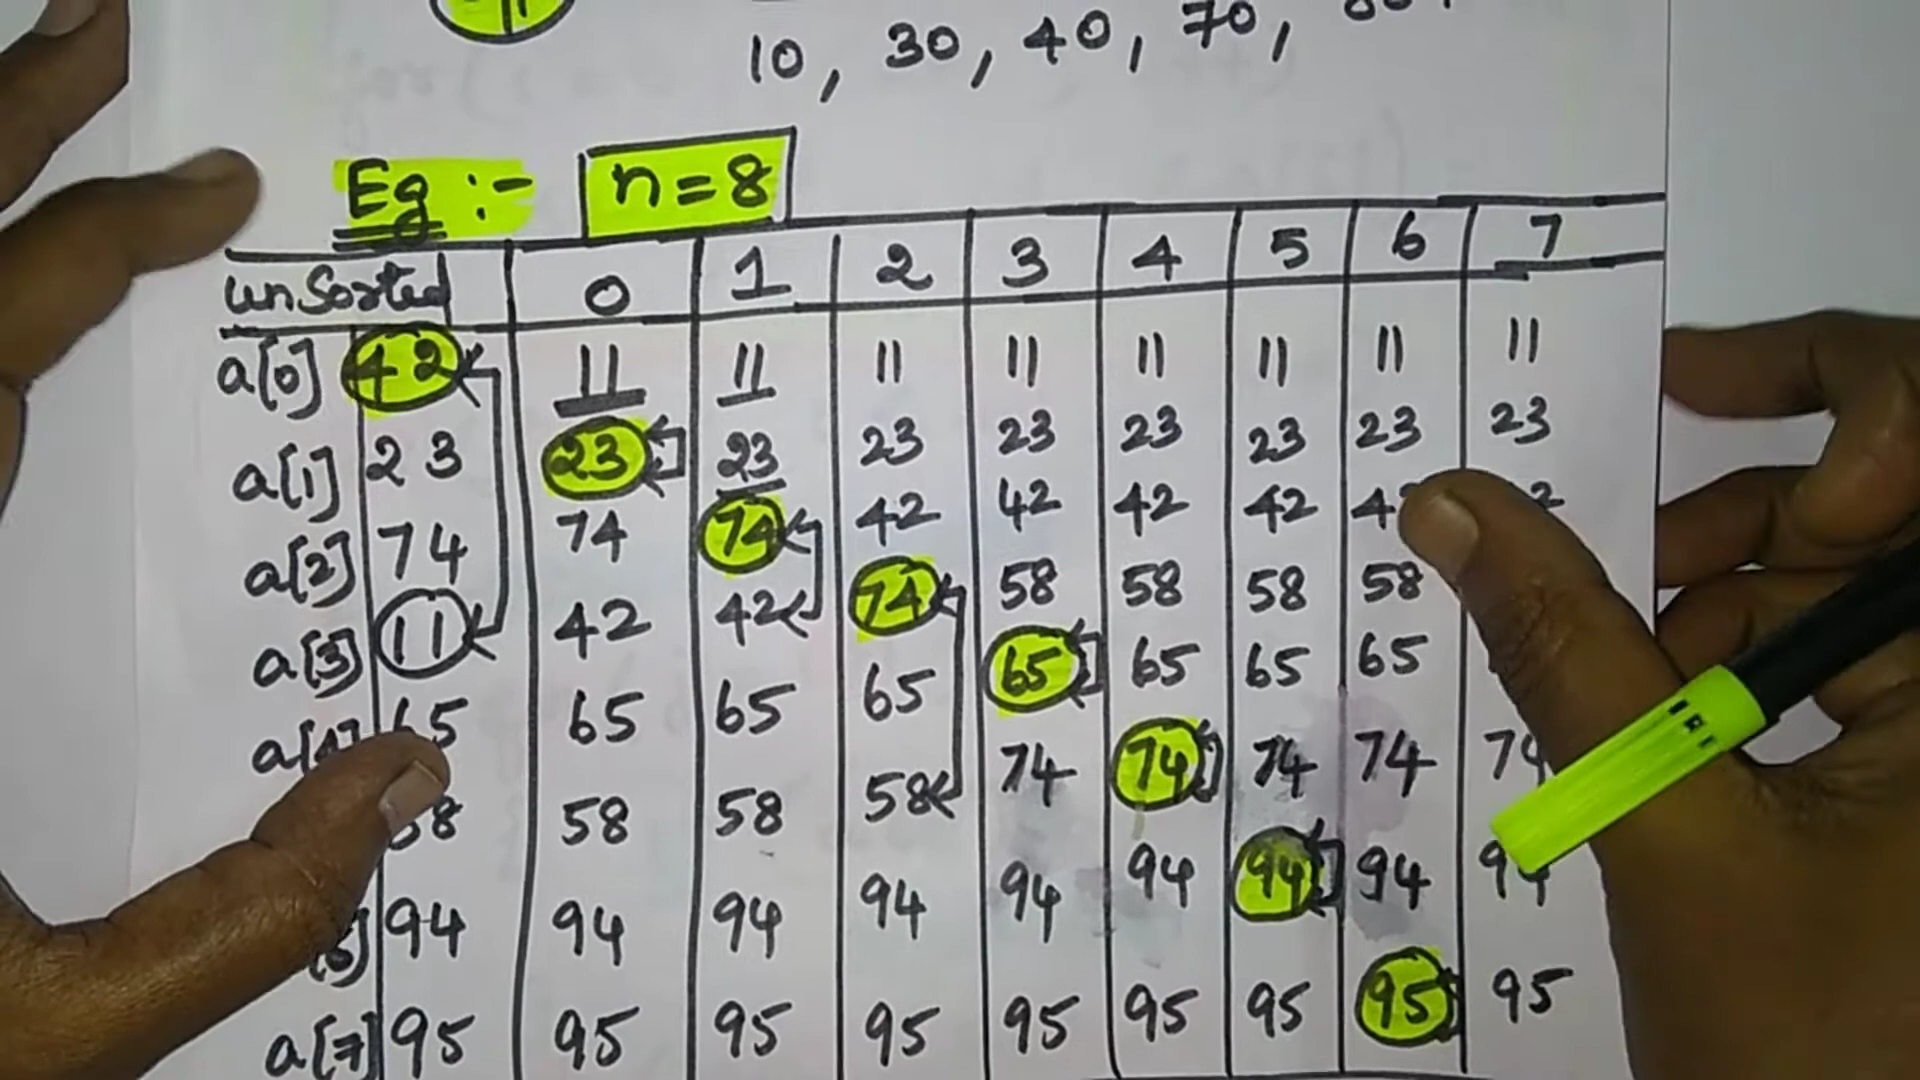 10, 30, 40, 70,
Eg :- n=8
unSorted 0 1 2 3 4 5 6 7
a[0] 42 11 11 11 11 11 11 11 11
a[1] 23 23 23 23 23 23 23 23 23
a[2] 74 74 74 42 42 42 42
a[3] 11 42 42 74 58 58 58 58
65 65 65 65 65 65 65 65
58 58 58 58 74 74 74 74 74
94 94 94 94 94 94 94 94 94
a[7] 95 95 95 95 95 95 95 95 95